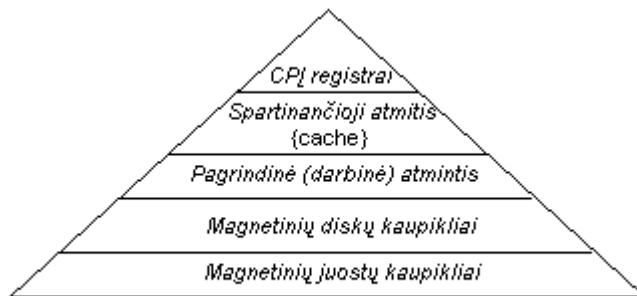 CPĮ registrai
Spartinančioji atmitis
{cache}
Pagrindinė (darbinė) atmintis
Magnetinių diskų kaupikliai
Magnetinių juostų kaupikliai